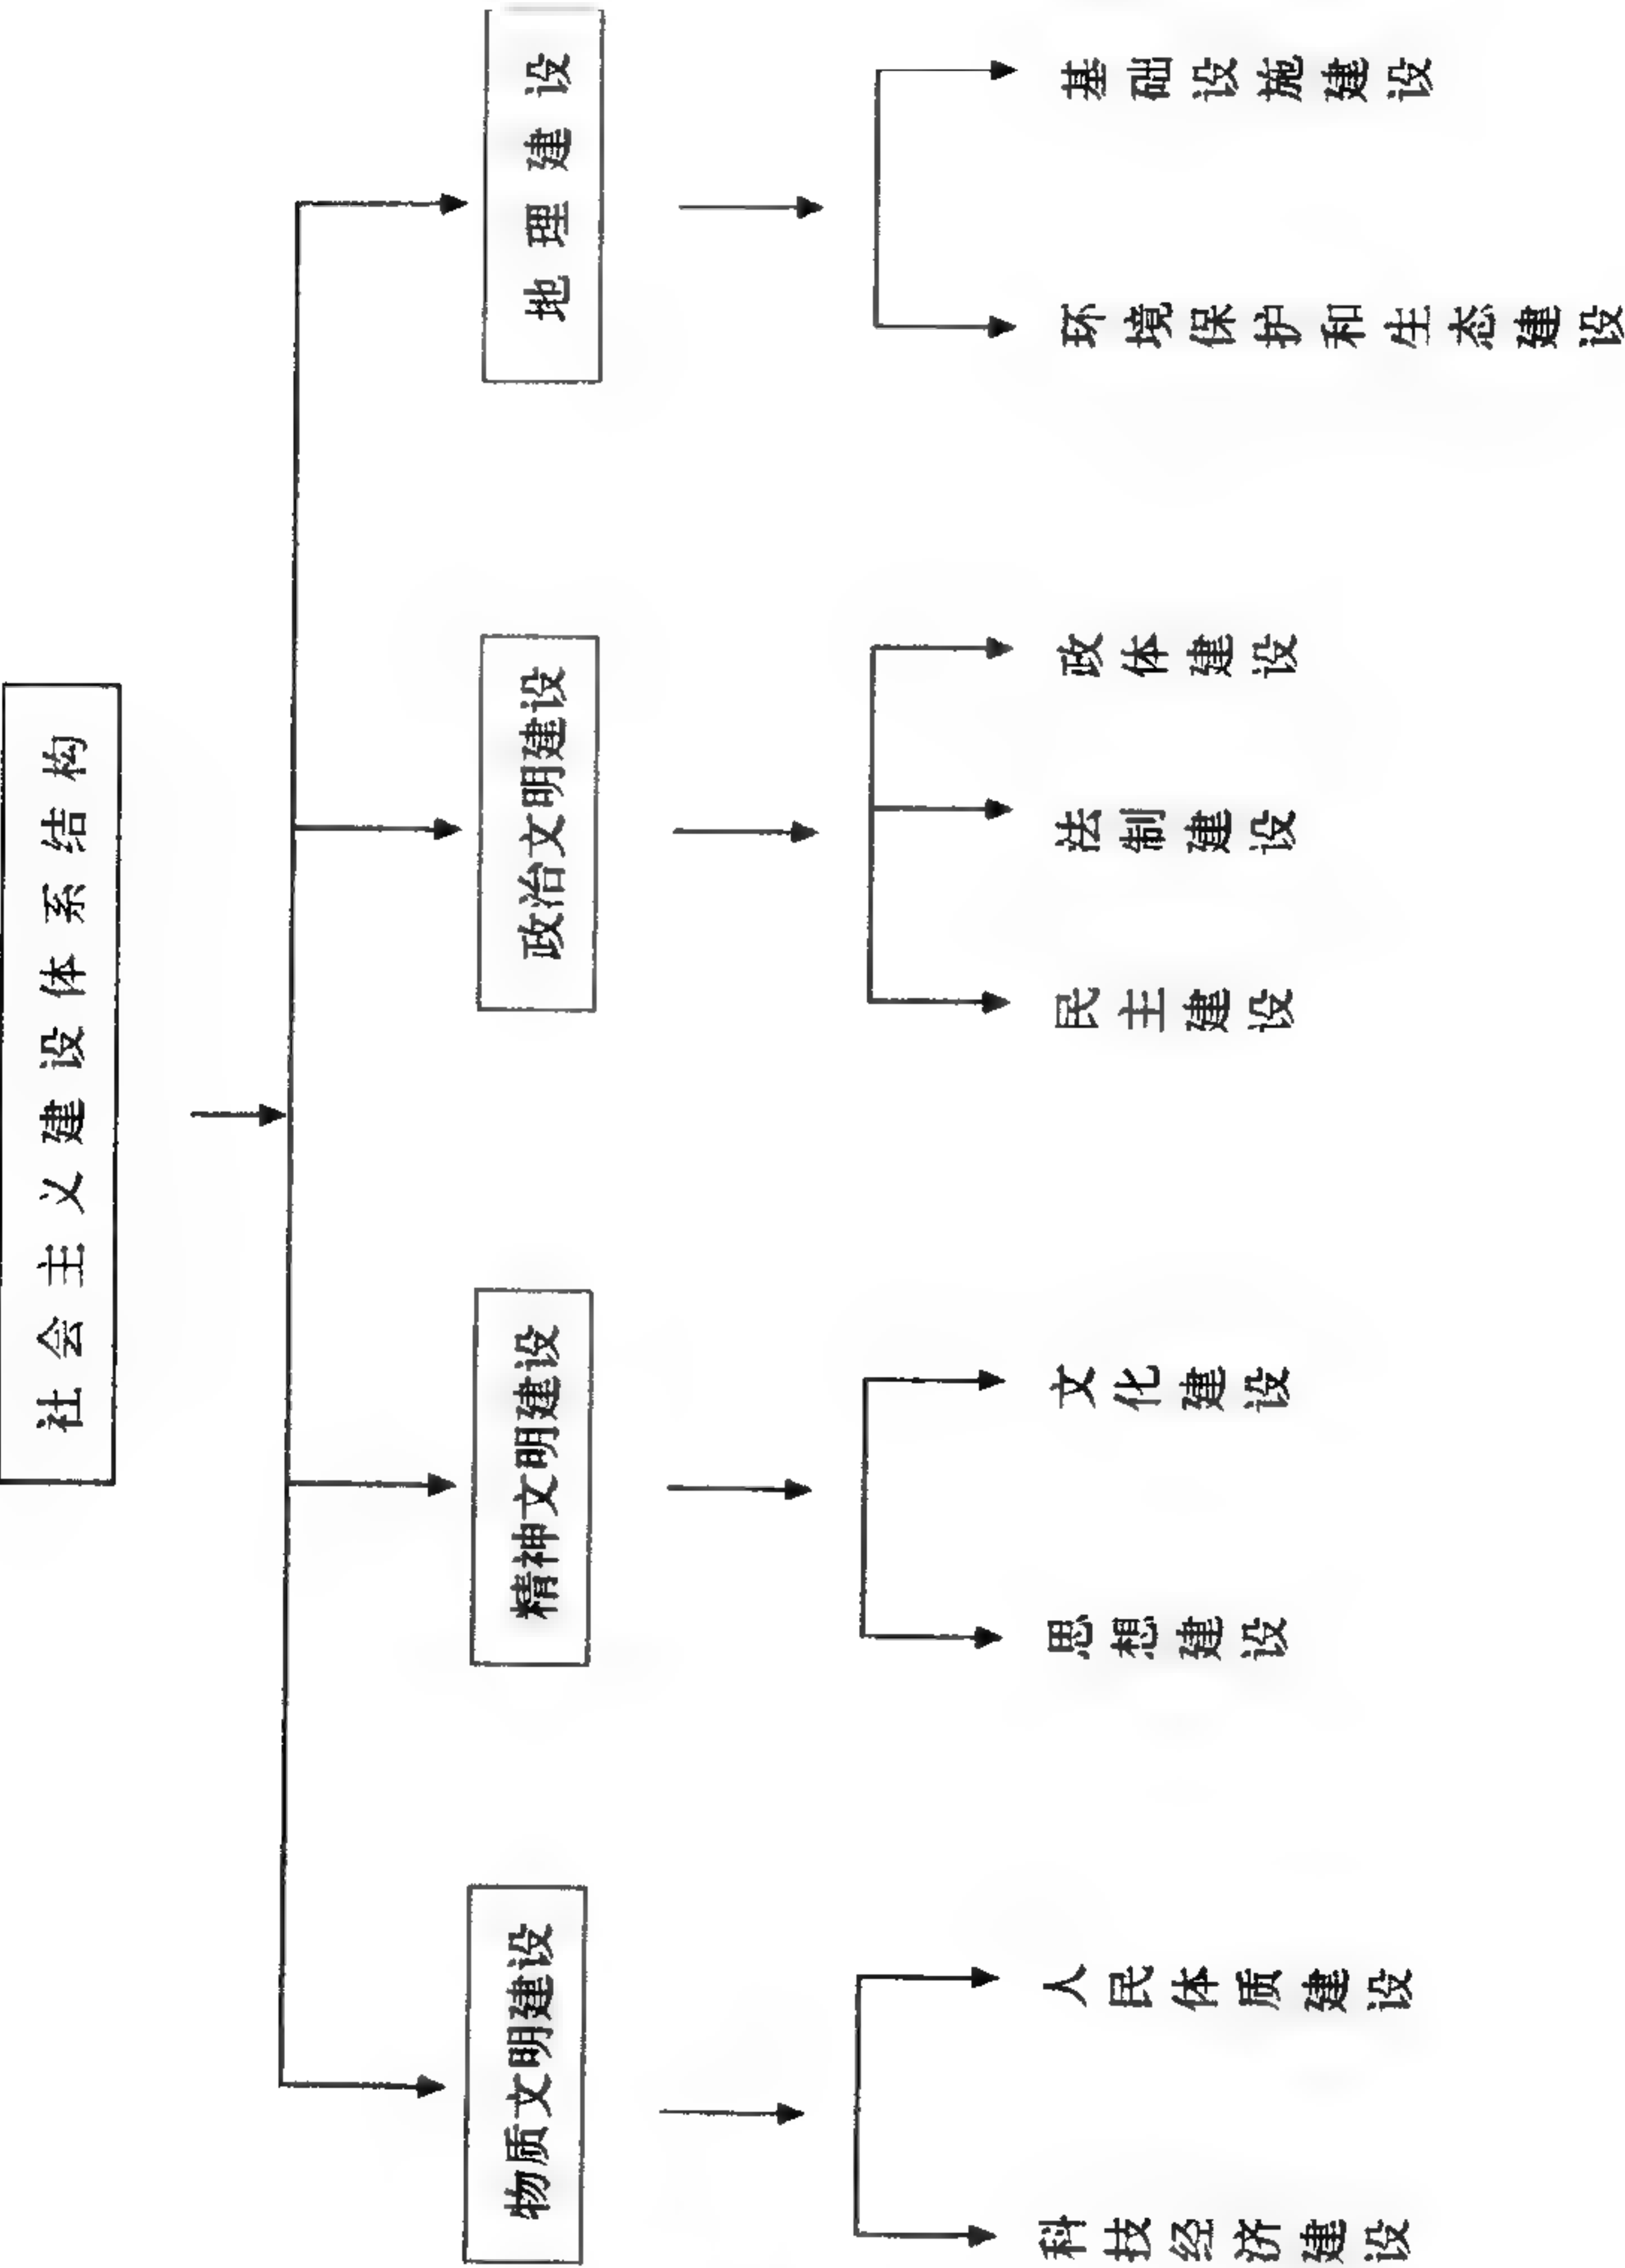 社会主义建设体系结构
物质文明建设
精神文明建设
政治文明建设
地理建设
科技经济建设
人民体质建设
思想建设
文化建设
民主建设
法制建设
政体建设
环境保护和生态建设
基础设施建设